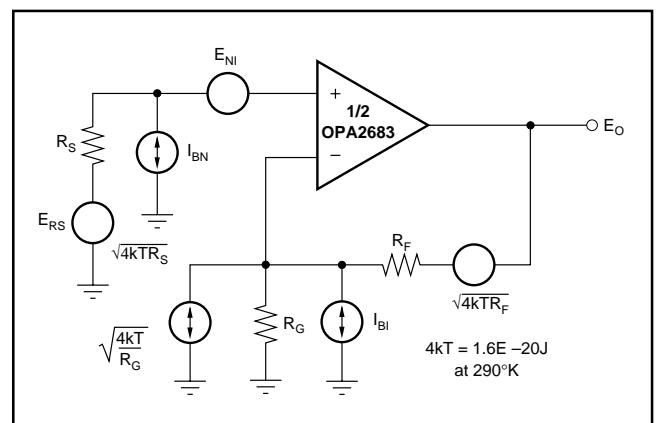 E_NI
+
1/2
OPA2683
−
E_O
R_S
I_BN
E_RS
√4kTR_S
R_F
√4kTR_F
√4kT/R_G
R_G
I_BI
4kT = 1.6E –20J
at 290°K